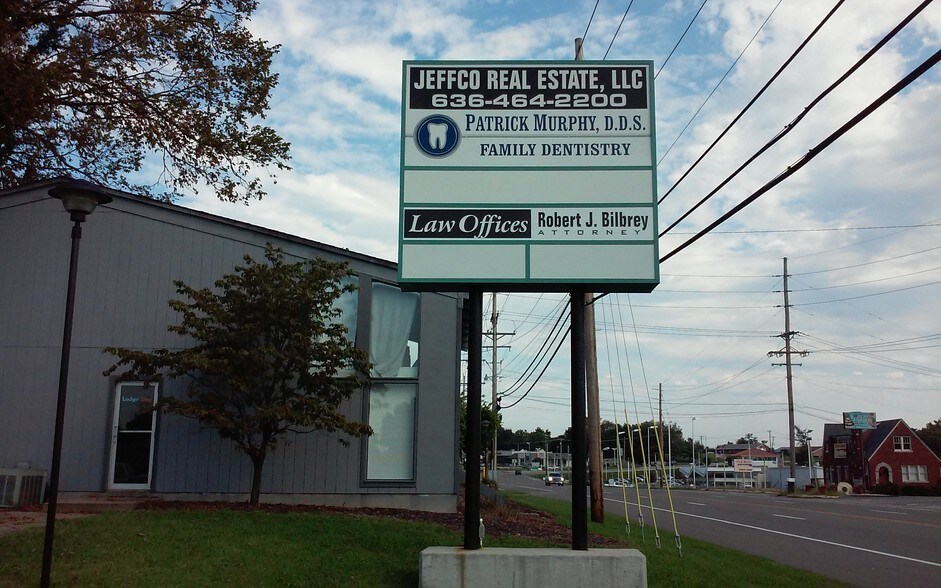 JEFFCO REAL ESTATE, LLC
636-464-2200
PATRICK MURPHY, D.D.S.
FAMILY DENTISTRY
Law Offices
Robert J. Bilbrey
ATTORNEY